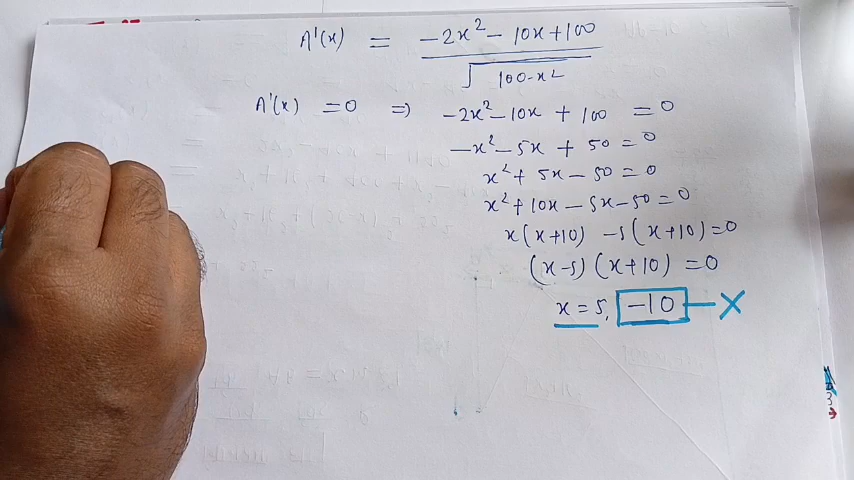 A'(x) = -2x² - 10x + 100 / √100-x²
A'(x) = 0 ⇒ -2x² - 10x + 100 = 0
-x² - 5x + 50 = 0
x² + 5x - 50 = 0
x² + 10x - 5x - 50 = 0
x(x+10) -5(x+10) = 0
(x-5)(x+10) = 0
x = 5, -10 — X